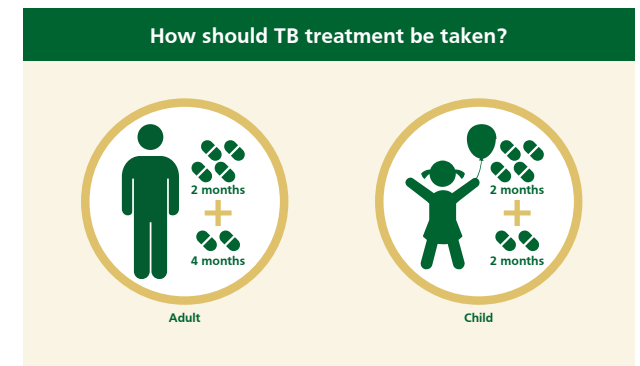 How should TB treatment be taken?
2 months
4 months
Adult
2 months
2 months
Child